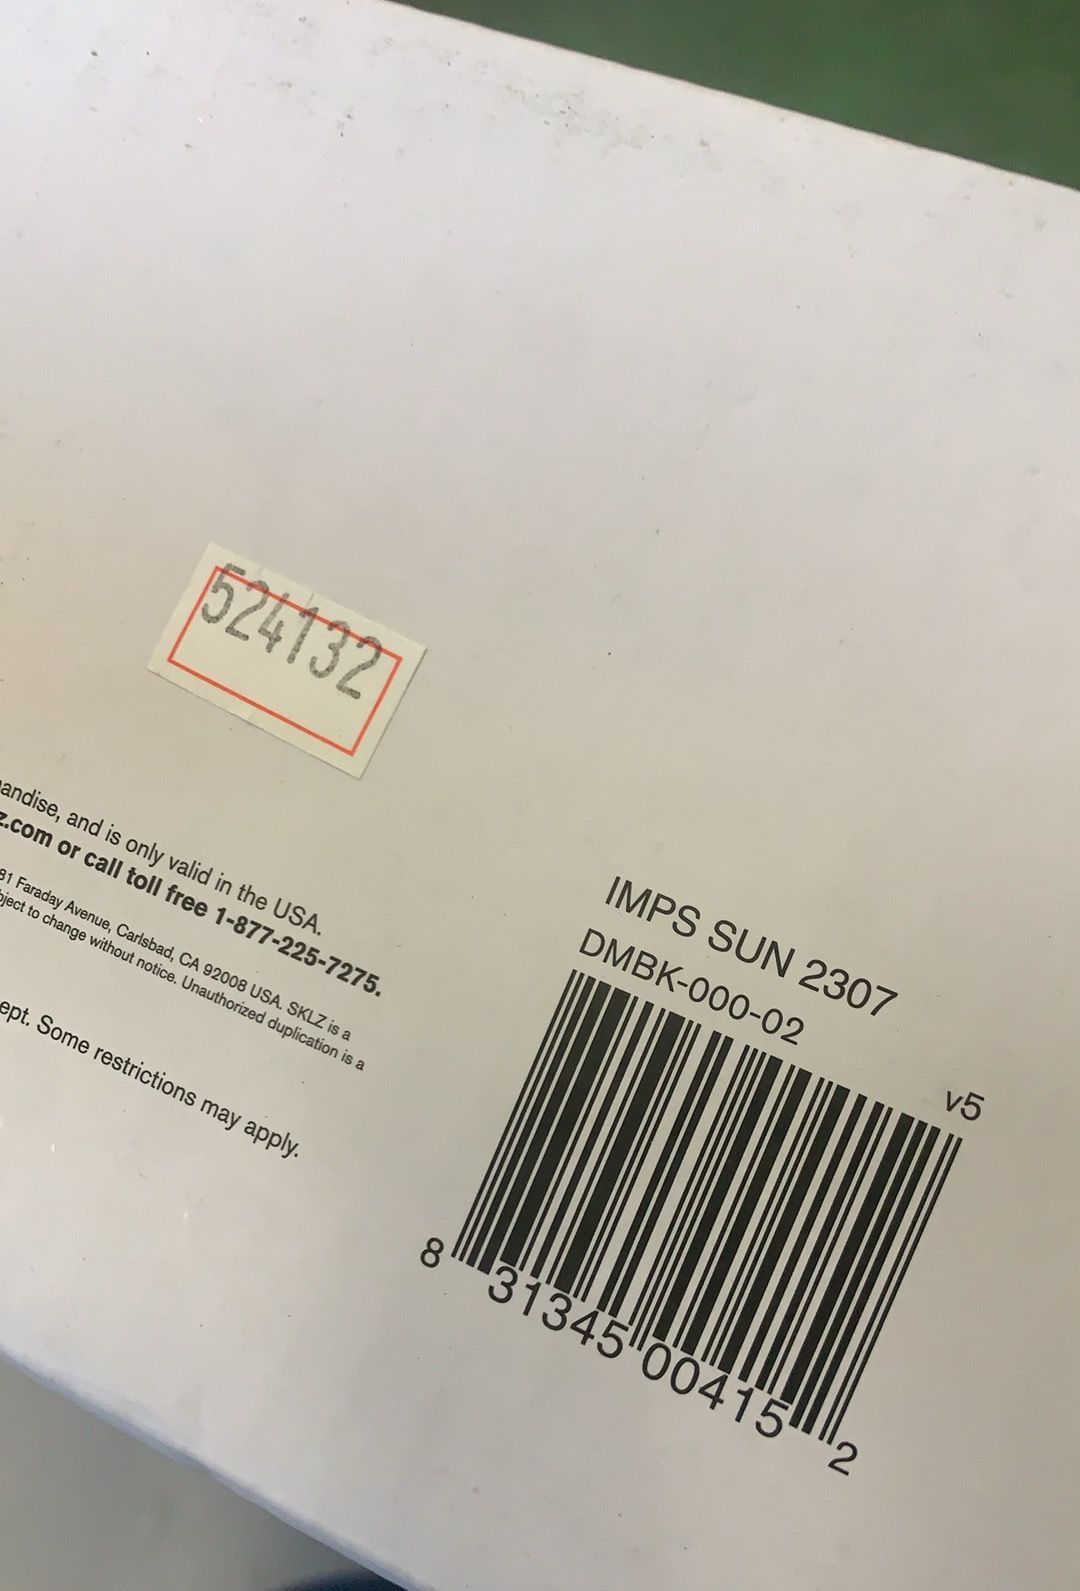 524132
andise, and is only valid in the USA.
z.com or call toll free 1-877-225-7275.
81 Faraday Avenue, Carlsbad, CA 92008 USA. SKLZ is a
ject to change without notice. Unauthorized duplication is a
ept. Some restrictions may apply.
IMPS SUN 2307
DMBK-000-02
v5
8 31345 00415 2